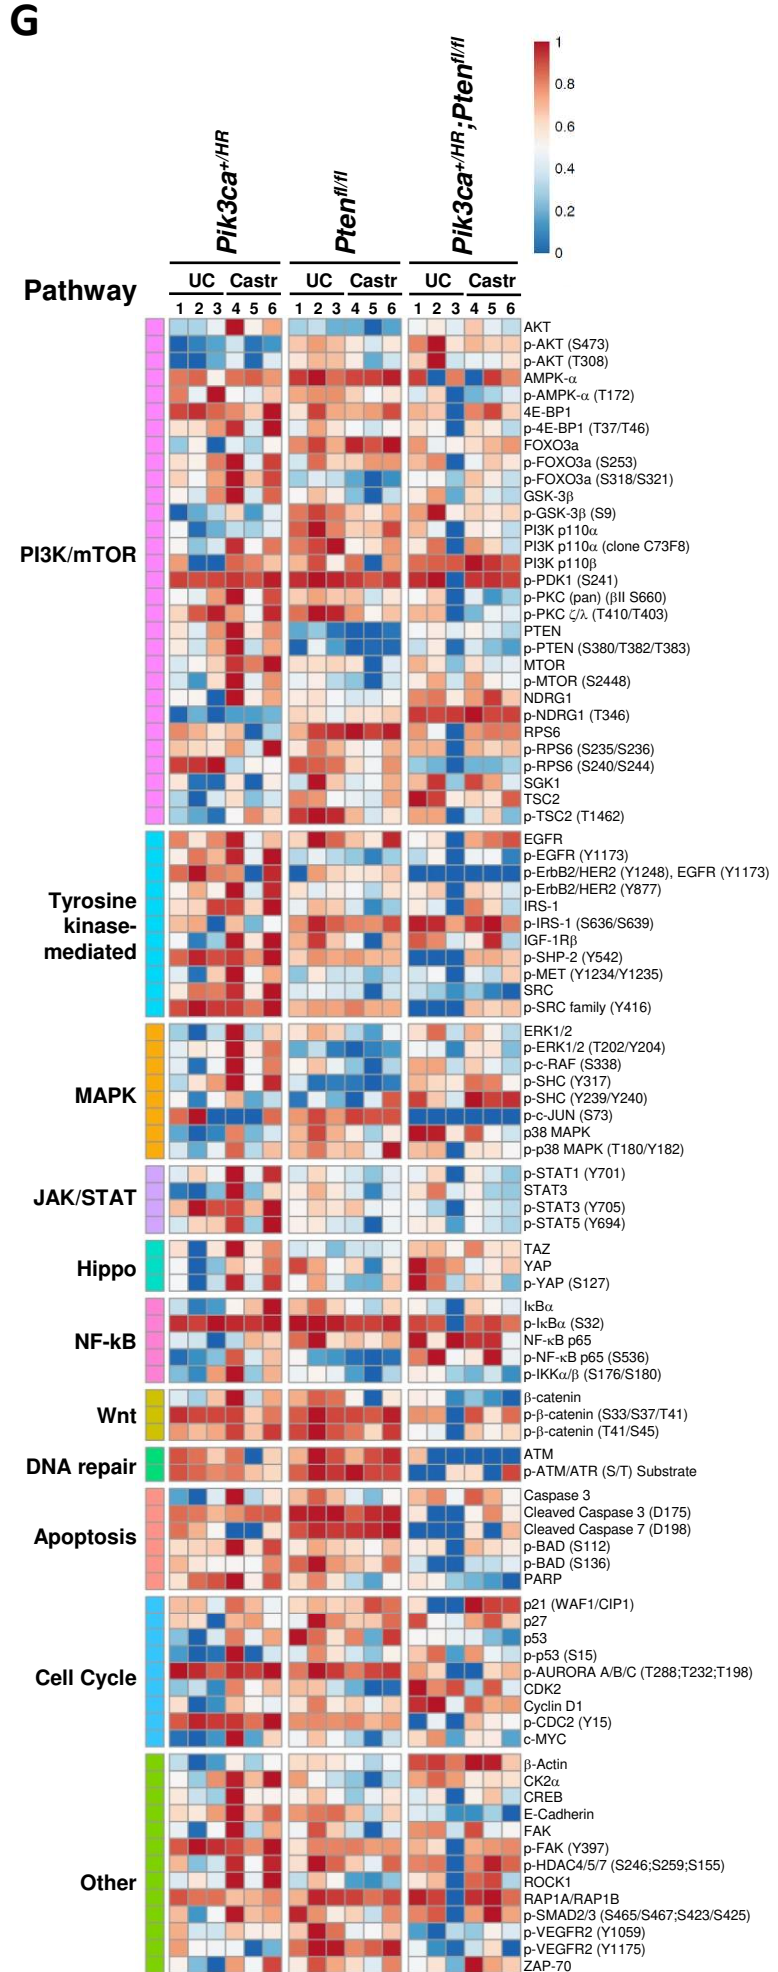 G
Pik3ca+/HR
Ptenfl/fl
Pik3ca+/HR;Ptenfl/fl
1
0.8
0.6
0.4
0.2
0
Pathway
UC Castr UC Castr UC Castr
1 2 3 4 5 6 1 2 3 4 5 6 1 2 3 4 5 6
PI3K/mTOR
AKT
p-AKT (S473)
p-AKT (T308)
AMPK-α
p-AMPK-α (T172)
4E-BP1
p-4E-BP1 (T37/T46)
FOXO3a
p-FOXO3a (S253)
p-FOXO3a (S318/S321)
GSK-3β
p-GSK-3β (S9)
PI3K p110α
PI3K p110α (clone C73F8)
PI3K p110β
p-PDK1 (S241)
p-PKC (pan) (βII S660)
p-PKC ζ/λ (T410/T403)
PTEN
p-PTEN (S380/T382/T383)
MTOR
p-MTOR (S2448)
NDRG1
p-NDRG1 (T346)
RPS6
p-RPS6 (S235/S236)
p-RPS6 (S240/S244)
SGK1
TSC2
p-TSC2 (T1462)
Tyrosine
kinase-
mediated
EGFR
p-EGFR (Y1173)
p-ErbB2/HER2 (Y1248), EGFR (Y1173)
p-ErbB2/HER2 (Y877)
IRS-1
p-IRS-1 (S636/S639)
IGF-1Rβ
p-SHP-2 (Y542)
p-MET (Y1234/Y1235)
SRC
p-SRC family (Y416)
MAPK
ERK1/2
p-ERK1/2 (T202/Y204)
p-c-RAF (S338)
p-SHC (Y317)
p-SHC (Y239/Y240)
p-c-JUN (S73)
p38 MAPK
p-p38 MAPK (T180/Y182)
JAK/STAT
p-STAT1 (Y701)
STAT3
p-STAT3 (Y705)
p-STAT5 (Y694)
Hippo
TAZ
YAP
p-YAP (S127)
NF-kB
IκBα
p-IκBα (S32)
NF-κB p65
p-NF-κB p65 (S536)
p-IKKα/β (S176/S180)
Wnt
β-catenin
p-β-catenin (S33/S37/T41)
p-β-catenin (T41/S45)
DNA repair
ATM
p-ATM/ATR (S/T) Substrate
Apoptosis
Caspase 3
Cleaved Caspase 3 (D175)
Cleaved Caspase 7 (D198)
p-BAD (S112)
p-BAD (S136)
PARP
Cell Cycle
p21 (WAF1/CIP1)
p27
p53
p-p53 (S15)
p-AURORA A/B/C (T288;T232;T198)
CDK2
Cyclin D1
p-CDC2 (Y15)
c-MYC
Other
β-Actin
CK2α
CREB
E-Cadherin
FAK
p-FAK (Y397)
p-HDAC4/5/7 (S246;S259;S155)
ROCK1
RAP1A/RAP1B
p-SMAD2/3 (S465/S467;S423/S425)
p-VEGFR2 (Y1059)
p-VEGFR2 (Y1175)
ZAP-70